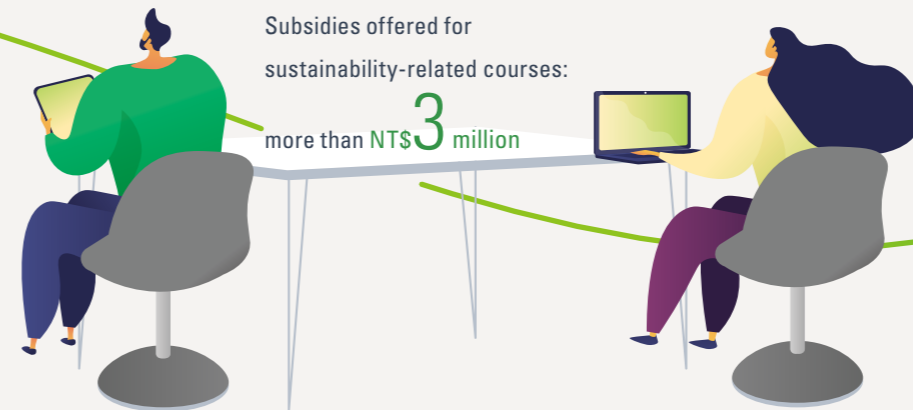 Subsidies offered for
sustainability-related courses:
more than NT$3 million